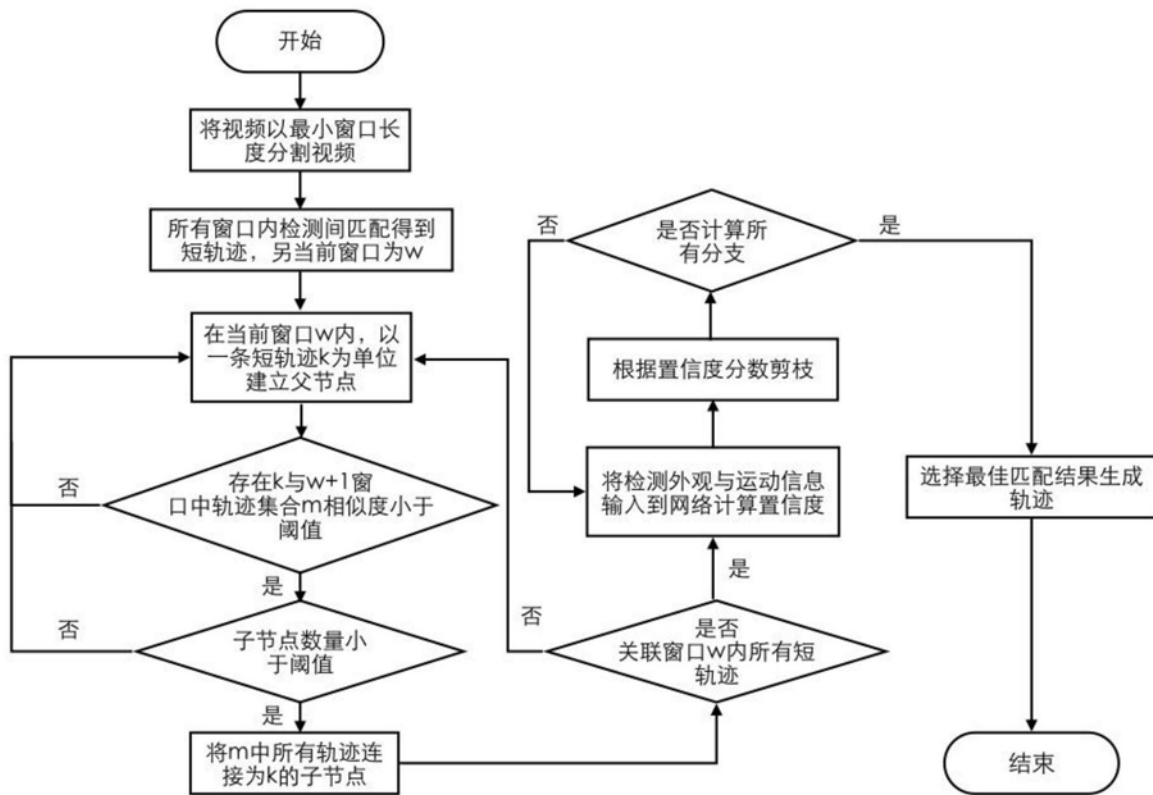 开始
将视频以最小窗口长
度分割视频
所有窗口内检测间匹配得到
短轨迹，另当前窗口为w
在当前窗口w内，以
一条短轨迹k为单位
建立父节点
否
存在k与w+1窗
口中轨迹集合m相似度小于
阈值
是
否
子节点数量小
于阈值
是
将m中所有轨迹连
接为k的子节点
否
是否
关联窗口w内所有短
轨迹
是
将检测外观与运动信息
输入到网络计算置信度
根据置信度分数剪枝
否
是否计算所
有分支
是
选择最佳匹配结果生成
轨迹
结束